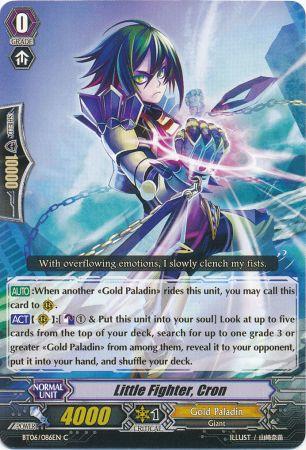 0
GRADE
10000
With overflowing emotions, I slowly clench my fists.
AUTO:When another «Gold Paladin» rides this unit, you may call this
card to RC.
ACT[RC]:[1 & Put this unit into your soul] Look at up to five
cards from the top of your deck, search for up to one grade 3 or
greater «Gold Paladin» from among them, reveal it to your opponent,
put it into your hand, and shuffle your deck.
NORMAL
UNIT
Little Fighter, Cron
POWER
4000
1
CRITICAL
Gold Paladin
Giant
BT06/086EN C
ILLUST / 山崎奈苗